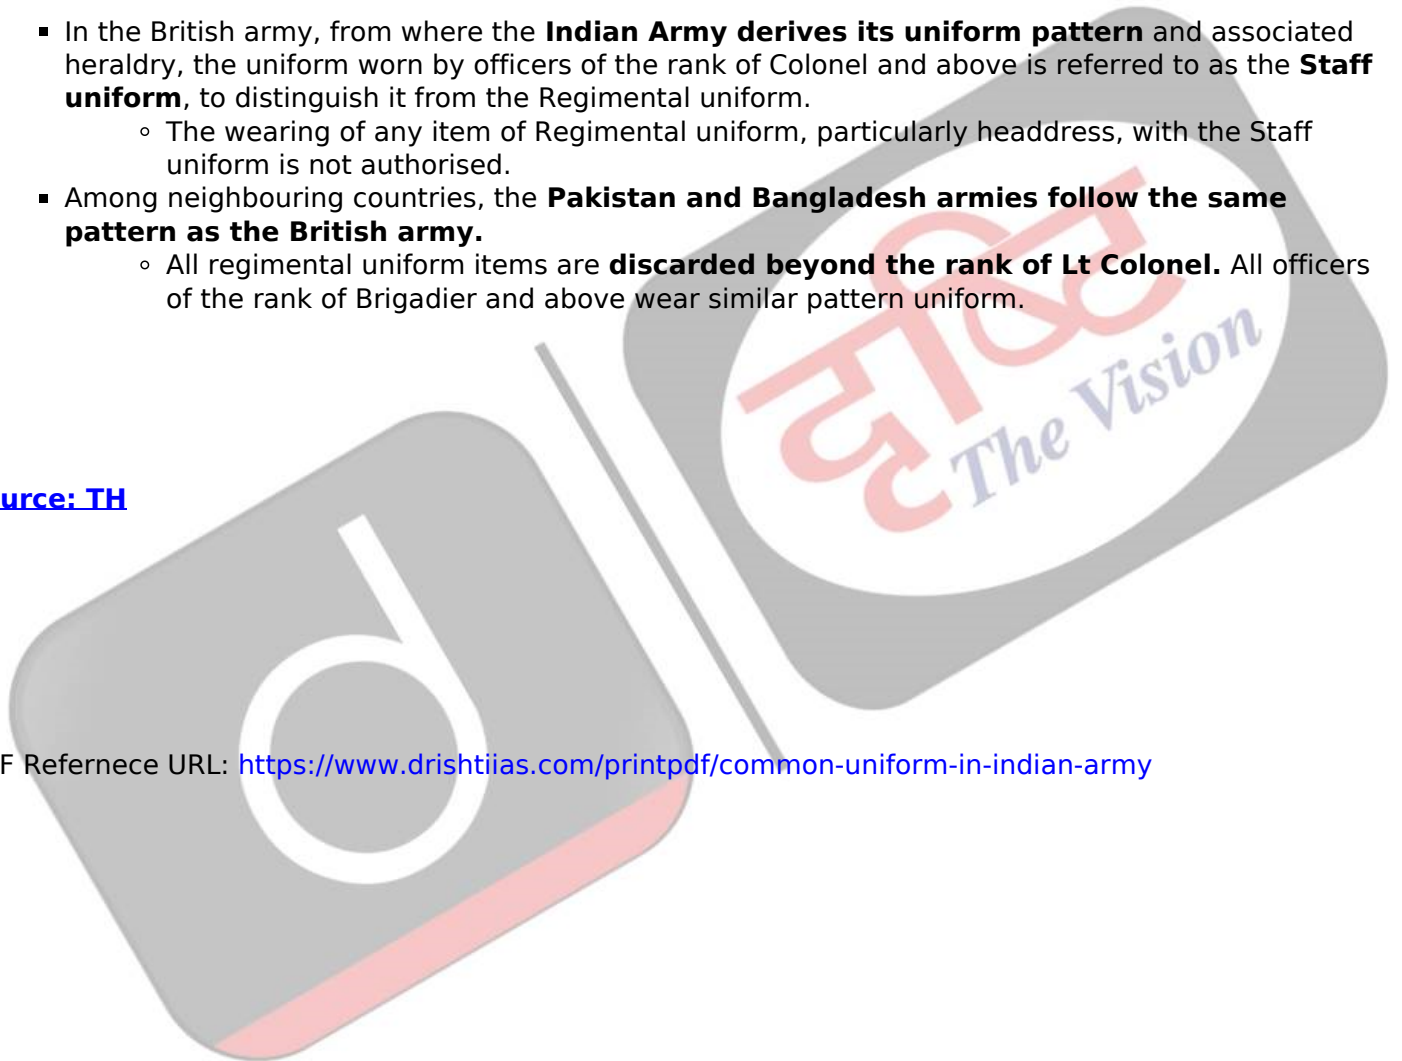 ▪ In the British army, from where the Indian Army derives its uniform pattern and associated
heraldry, the uniform worn by officers of the rank of Colonel and above is referred to as the Staff
uniform, to distinguish it from the Regimental uniform.
◦ The wearing of any item of Regimental uniform, particularly headdress, with the Staff
uniform is not authorised.
▪ Among neighbouring countries, the Pakistan and Bangladesh armies follow the same
pattern as the British army.
◦ All regimental uniform items are discarded beyond the rank of Lt Colonel. All officers
of the rank of Brigadier and above wear similar pattern uniform.
दृष्टि
The Vision
urce: TH
d
F Refernece URL: https://www.drishtiias.com/printpdf/common-uniform-in-indian-army